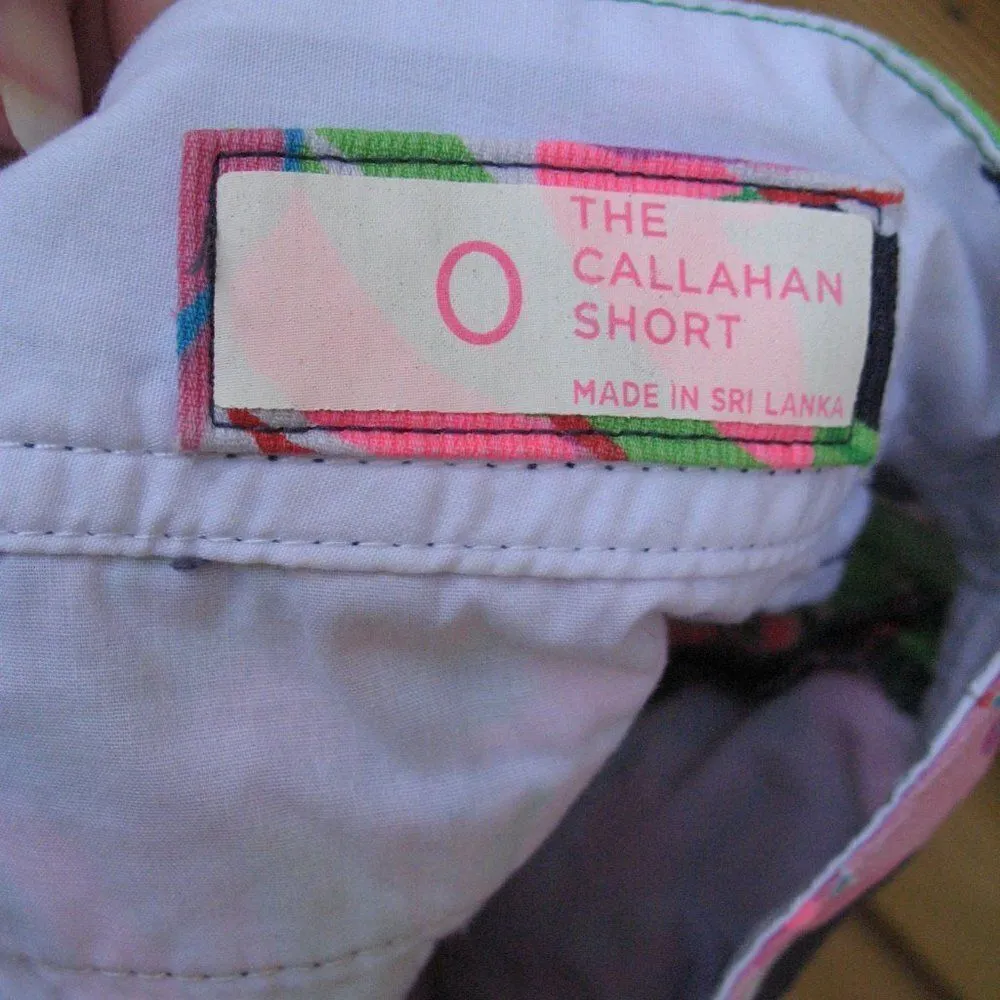 0
THE
CALLAHAN
SHORT
MADE IN SRI LANKA